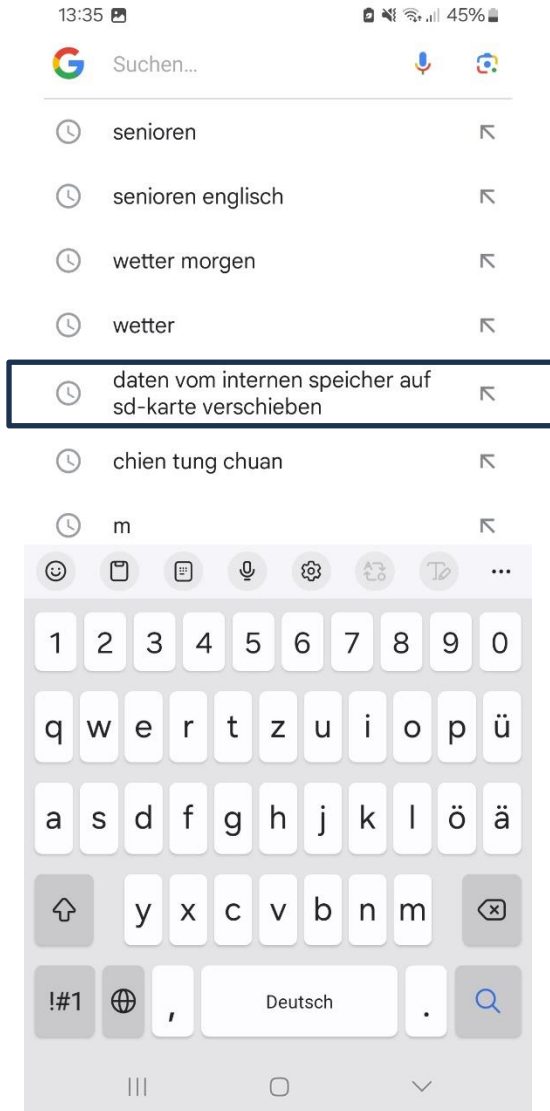 13:35 45%
Suchen...
senioren
senioren englisch
wetter morgen
wetter
daten vom internen speicher auf
sd-karte verschieben
chien tung chuan
m
1 2 3 4 5 6 7 8 9 0
q w e r t z u i o p ü
a s d f g h j k l ö ä
y x c v b n m
!#1 , Deutsch .